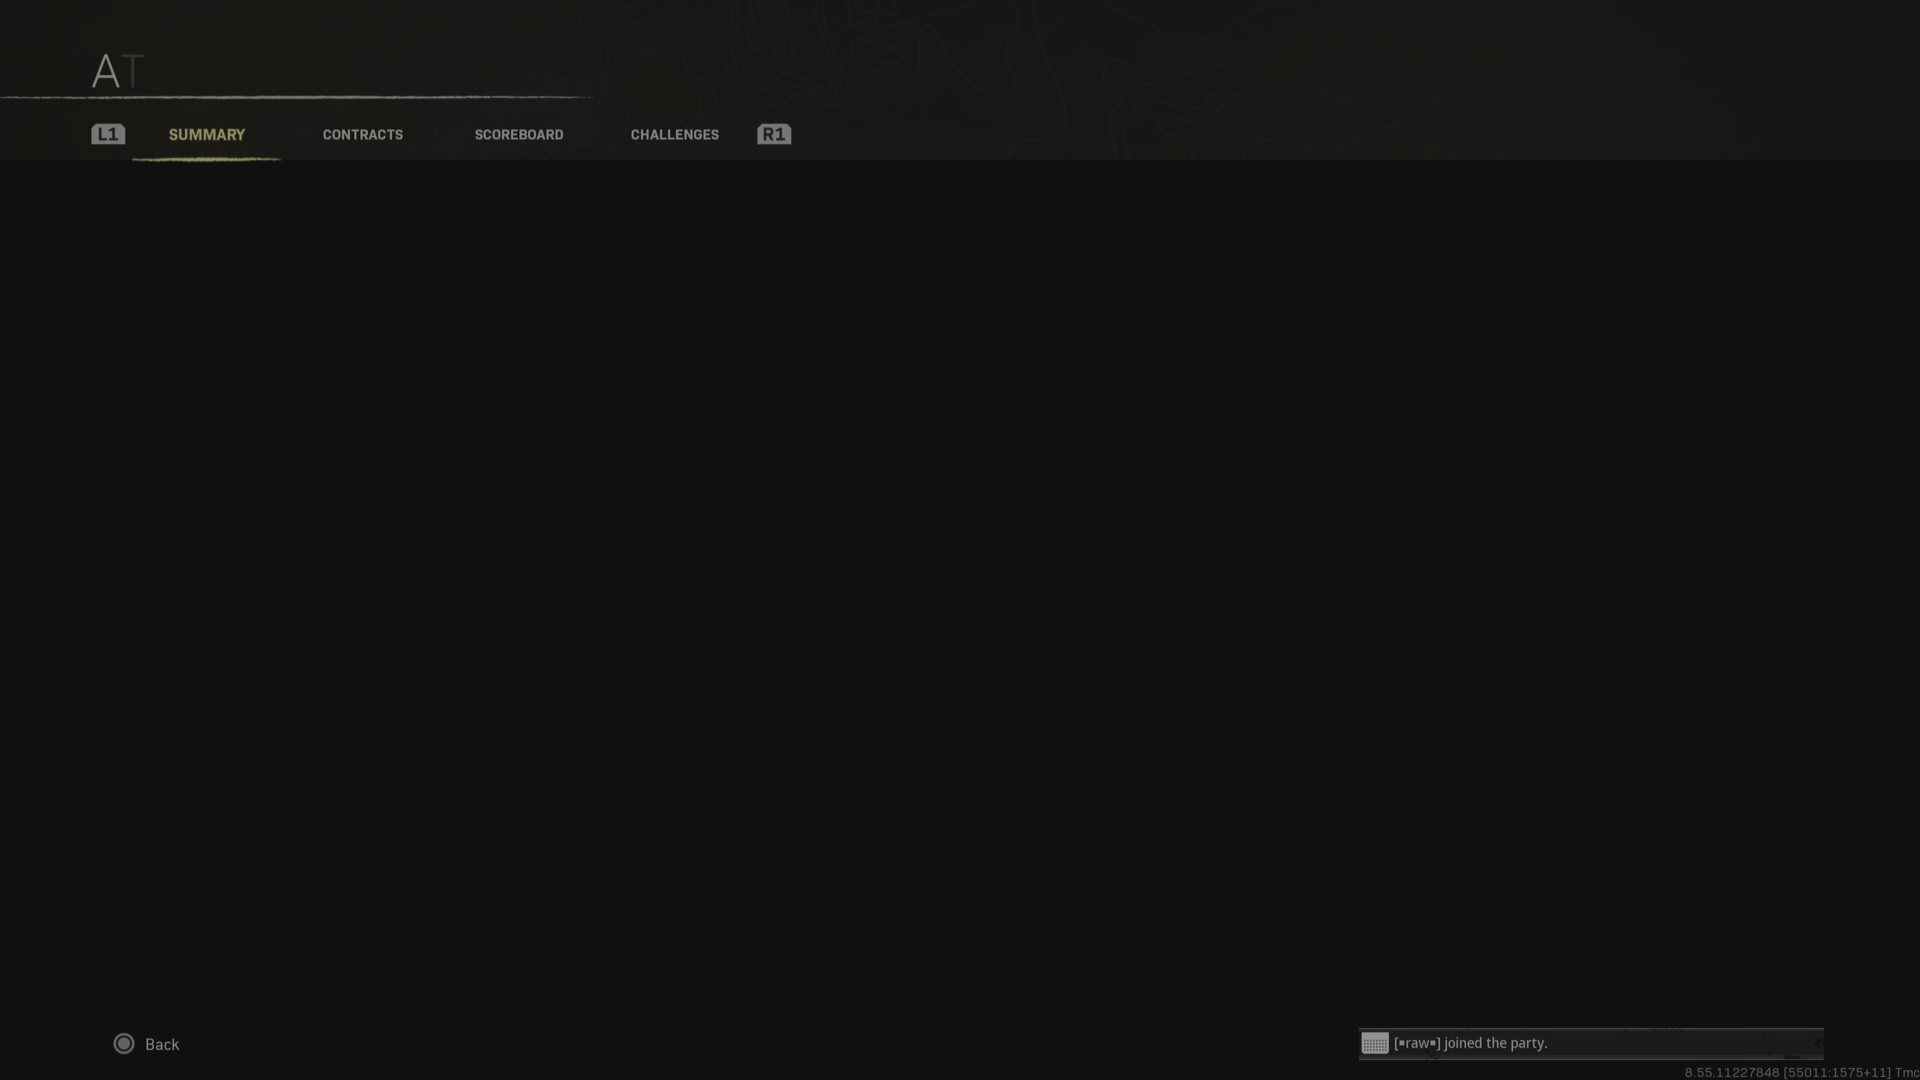 AT
L1 SUMMARY CONTRACTS SCOREBOARD CHALLENGES R1
Back
[▪raw▪] joined the party.
8.55.11227848 [55011:1575+11] Tmc